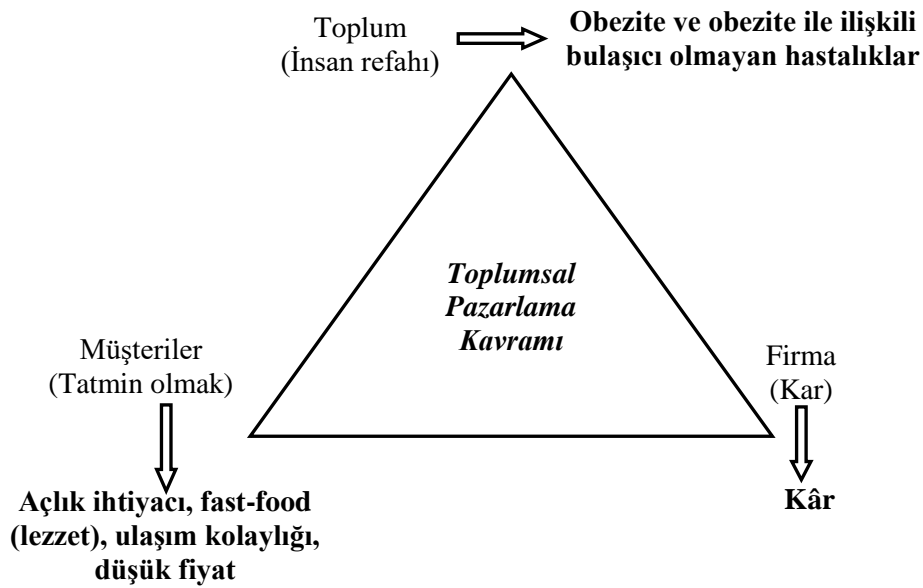 Toplum
(İnsan refahı)
Obezite ve obezite ile ilişkili
bulaşıcı olmayan hastalıklar
Toplumsal
Pazarlama
Kavramı
Müşteriler
(Tatmin olmak)
Firma
(Kar)
Açlık ihtiyacı, fast-food
(lezzet), ulaşım kolaylığı,
düşük fiyat
Kâr